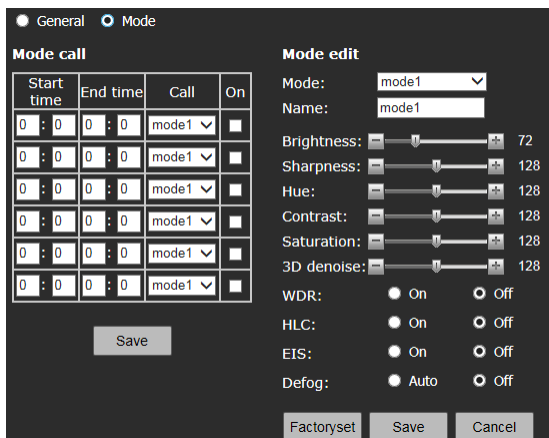 General Mode
Mode call
Start time End time Call On
0 : 0 0 : 0 mode1
0 : 0 0 : 0 mode1
0 : 0 0 : 0 mode1
0 : 0 0 : 0 mode1
0 : 0 0 : 0 mode1
0 : 0 0 : 0 mode1
Save
Mode edit
Mode: mode1
Name: mode1
Brightness: 72
Sharpness: 128
Hue: 128
Contrast: 128
Saturation: 128
3D denoise: 128
WDR: On Off
HLC: On Off
EIS: On Off
Defog: Auto Off
Factoryset Save Cancel